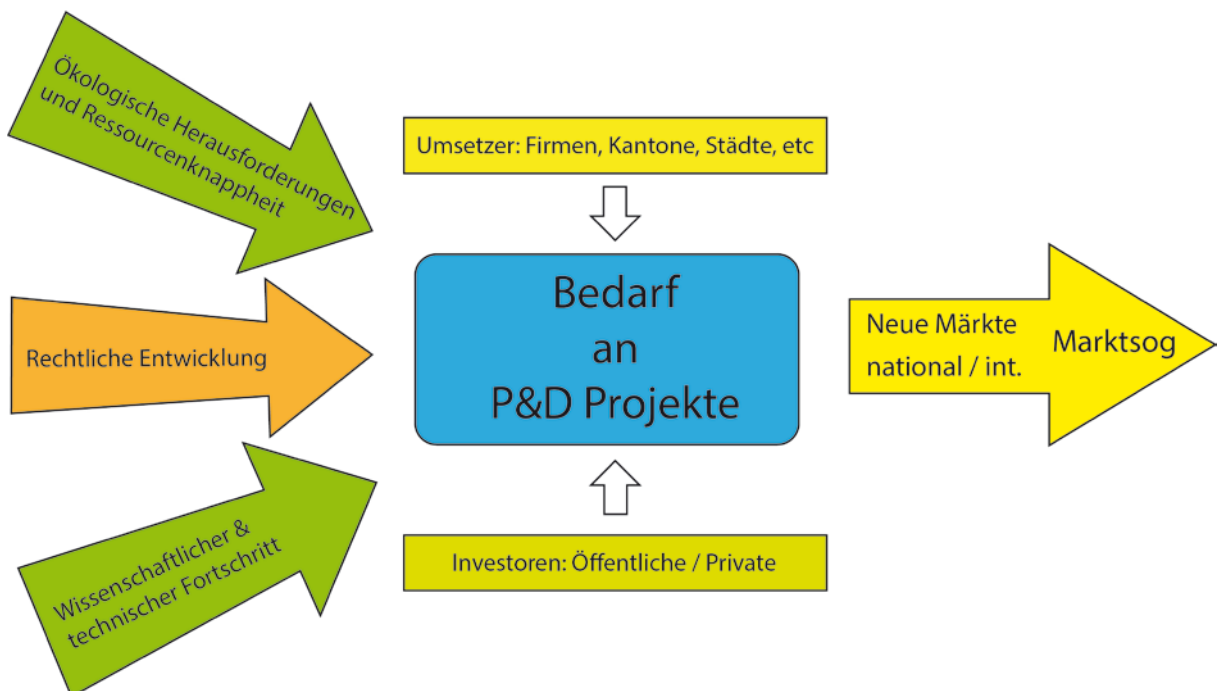 Ökologische Herausforderungen
und Ressourcenknappheit
Rechtliche Entwicklung
Wissenschaftlicher &
technischer Fortschritt
Umsetzer: Firmen, Kantone, Städte, etc
Bedarf
an
P&D Projekte
Investoren: Öffentliche / Private
Neue Märkte
national / int.
Marktsog